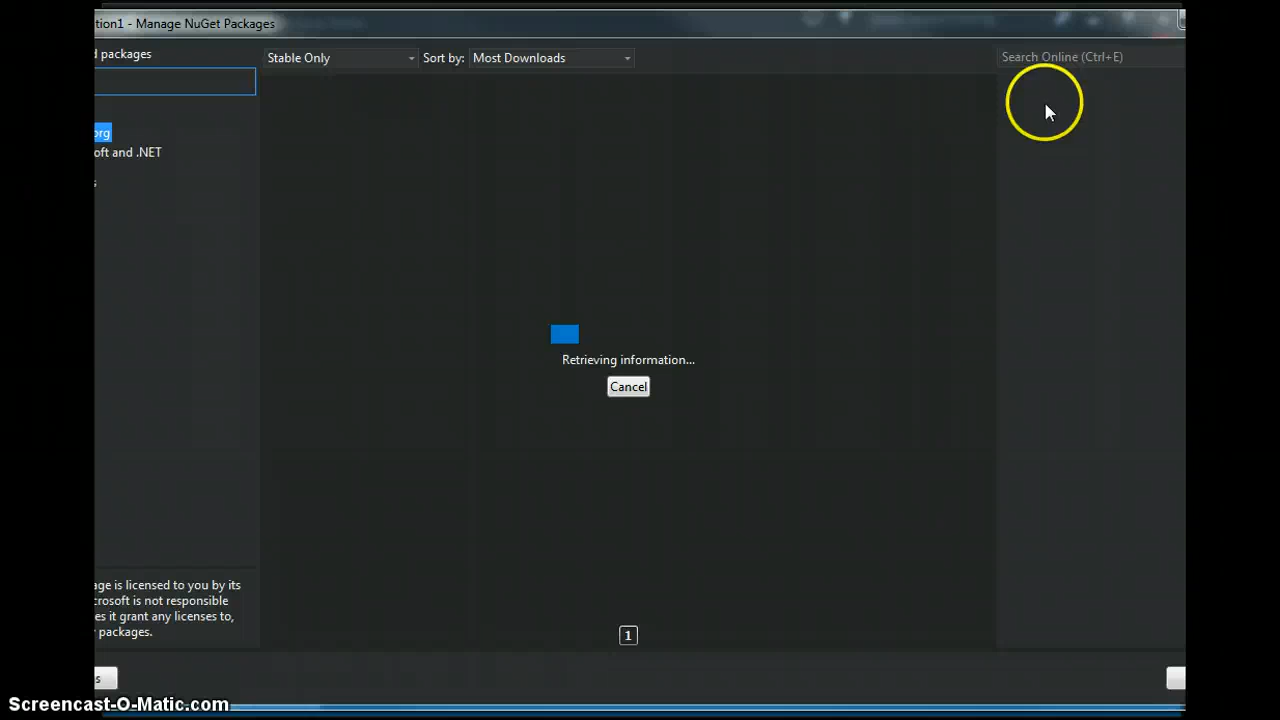 tion1 - Manage NuGet Packages
d packages
Stable Only
Sort by: Most Downloads
Search Online (Ctrl+E)
org
oft and .NET
s
Retrieving information...
Cancel
age is licensed to you by its
crosoft is not responsible
es it grant any licenses to,
packages.
1
s
Screencast-O-Matic.com